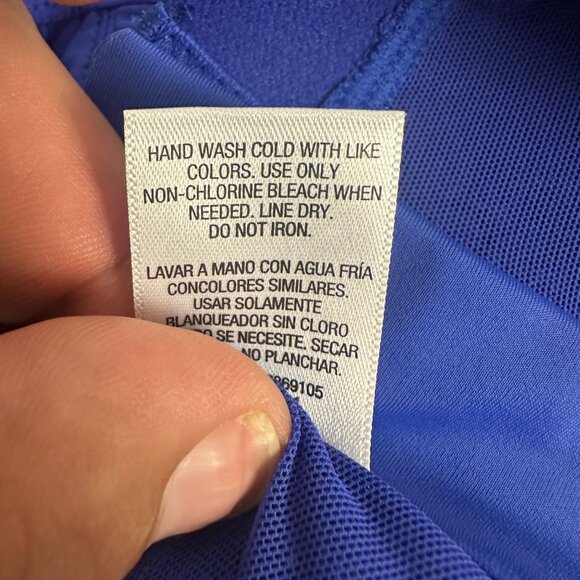 HAND WASH COLD WITH LIKE
COLORS. USE ONLY
NON-CHLORINE BLEACH WHEN
NEEDED. LINE DRY.
DO NOT IRON.
LAVAR A MANO CON AGUA FRÍA
CONCOLORES SIMILARES.
USAR SOLAMENTE
BLANQUEADOR SIN CLORO
SE NECESITE. SECAR
NO PLANCHAR.
869105